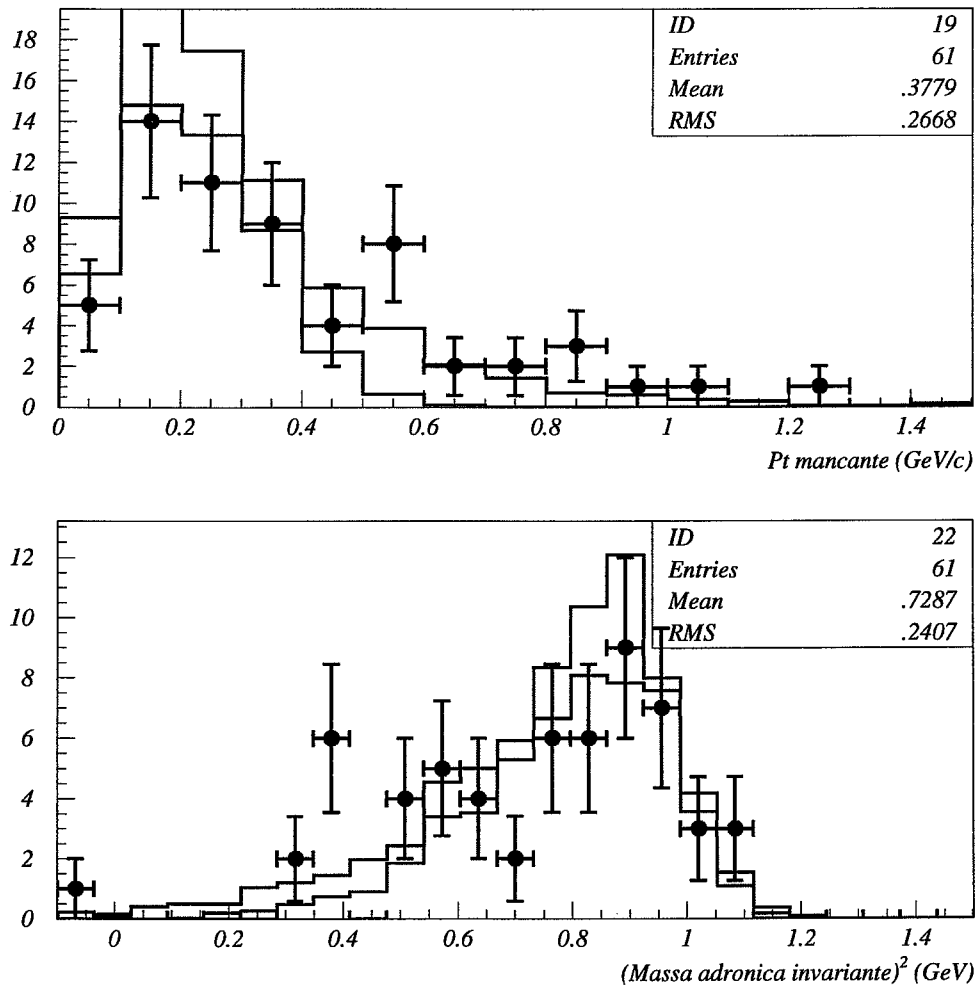 18
16
14
12
10
8
6
4
2
0
ID 19
Entries 61
Mean .3779
RMS .2668
0 0.2 0.4 0.6 0.8 1 1.2 1.4
Pt mancante (GeV/c)
12
10
8
6
4
2
0
ID 22
Entries 61
Mean .7287
RMS .2407
0 0.2 0.4 0.6 0.8 1 1.2 1.4
(Massa adronica invariante)² (GeV)